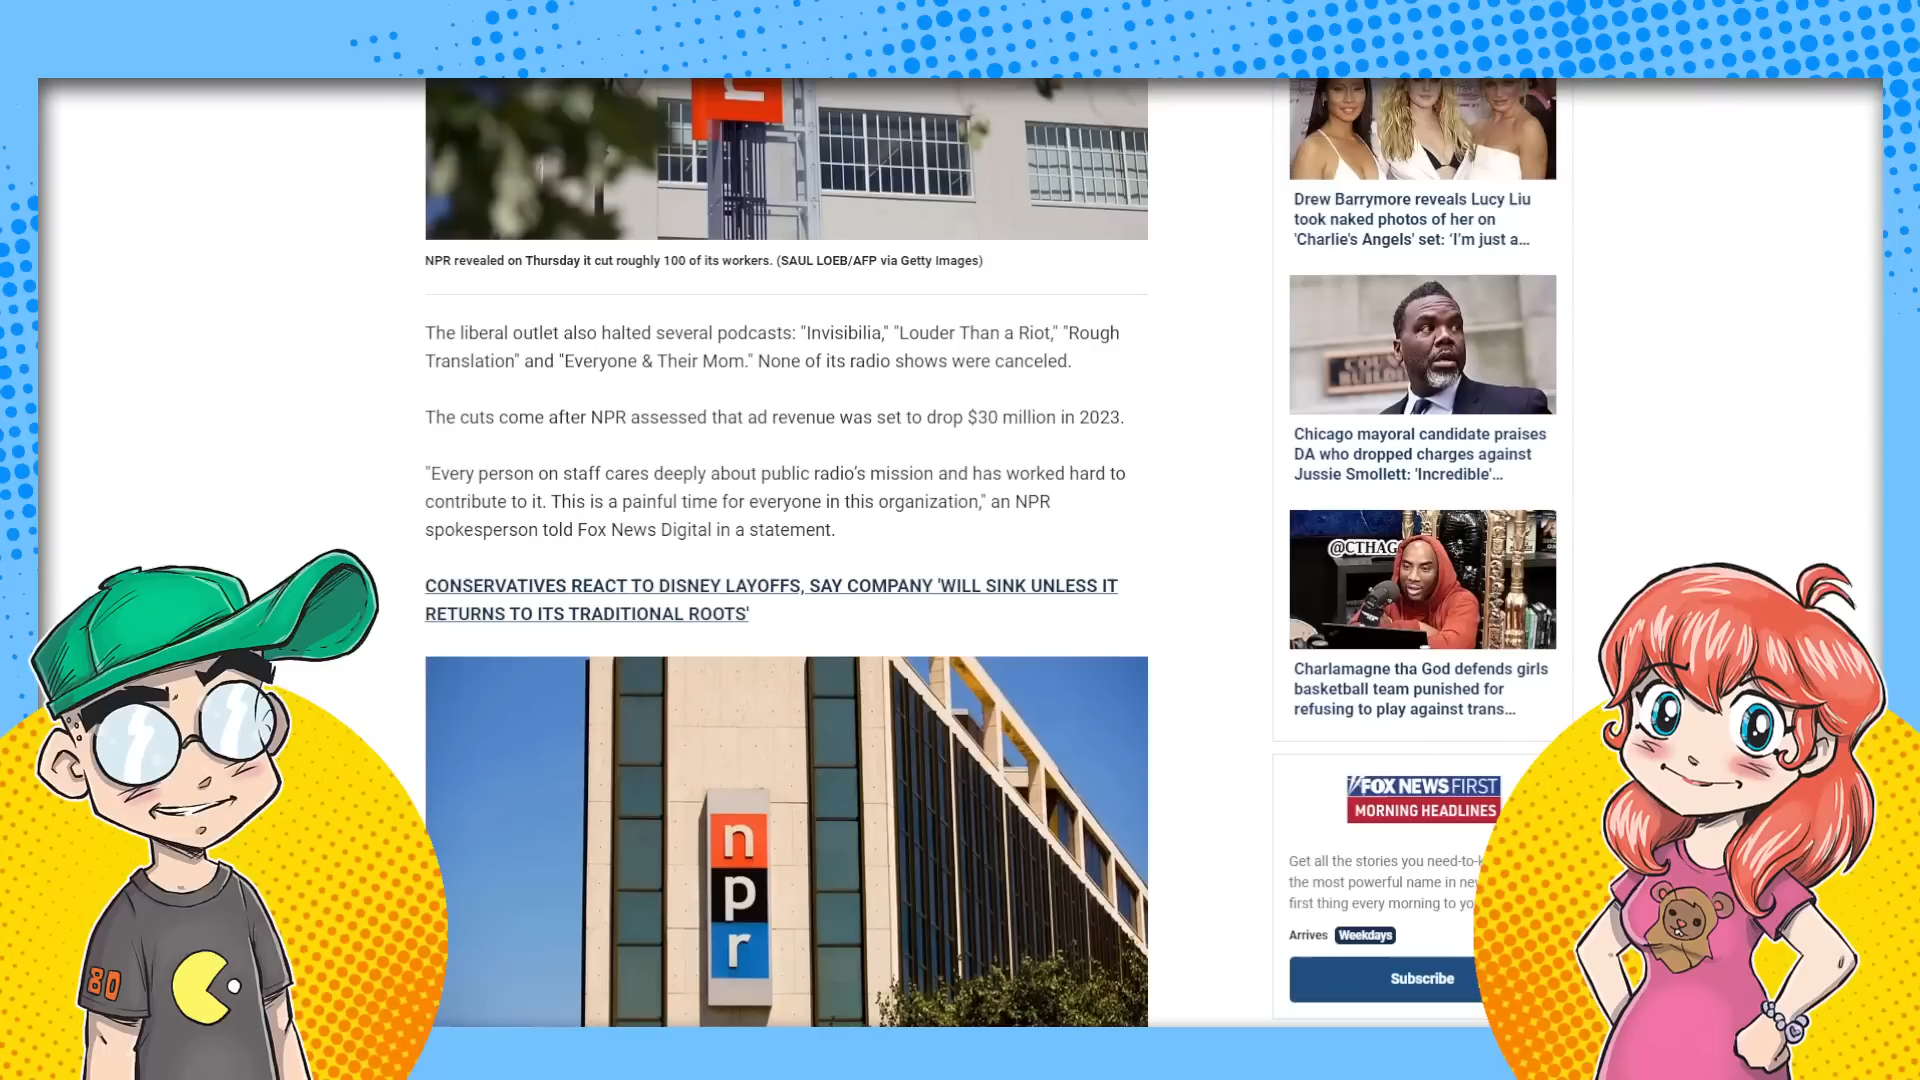 NPR revealed on Thursday it cut roughly 100 of its workers. (SAUL LOEB/AFP via Getty Images)
The liberal outlet also halted several podcasts: "Invisibilia," "Louder Than a Riot," "Rough
Translation" and "Everyone & Their Mom." None of its radio shows were canceled.
The cuts come after NPR assessed that ad revenue was set to drop $30 million in 2023.
"Every person on staff cares deeply about public radio’s mission and has worked hard to
contribute to it. This is a painful time for everyone in this organization," an NPR
spokesperson told Fox News Digital in a statement.
CONSERVATIVES REACT TO DISNEY LAYOFFS, SAY COMPANY 'WILL SINK UNLESS IT
RETURNS TO ITS TRADITIONAL ROOTS'
n
p
r
80
Drew Barrymore reveals Lucy Liu
took naked photos of her on
'Charlie's Angels' set: ‘I’m just a...
Chicago mayoral candidate praises
DA who dropped charges against
Jussie Smollett: 'Incredible'...
@CTHAG
Charlamagne tha God defends girls
basketball team punished for
refusing to play against trans...
FOX NEWS FIRST
MORNING HEADLINES
Get all the stories you need-to-k
the most powerful name in nev
first thing every morning to yo
Arrives Weekdays
Subscribe